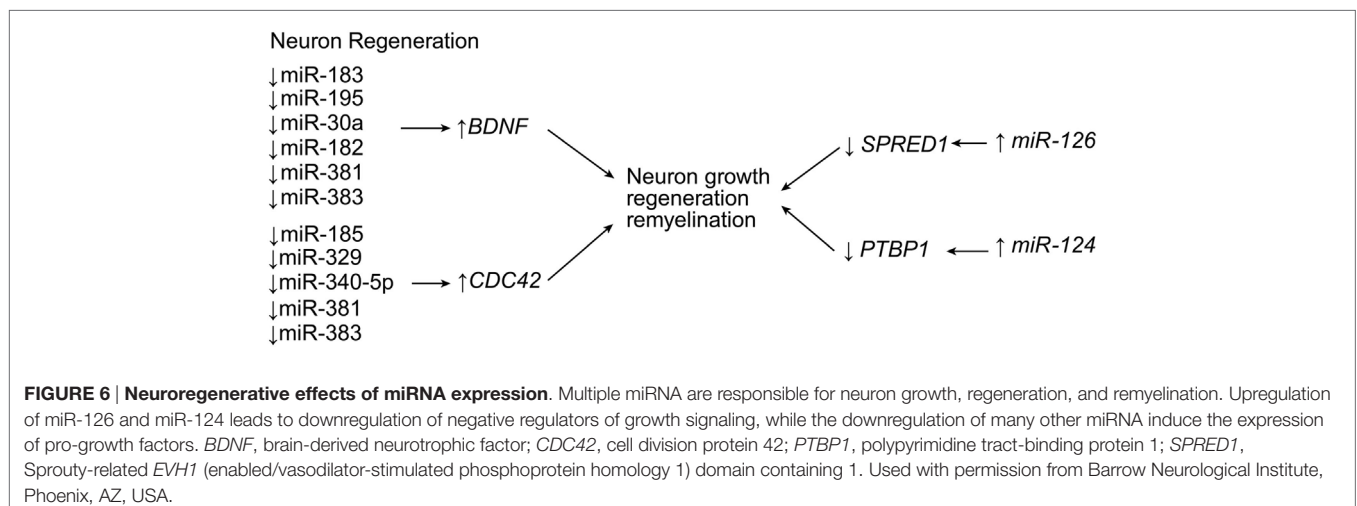 Neuron Regeneration
↓miR-183
↓miR-195
↓miR-30a
↓miR-182
↓miR-381
↓miR-383
↑BDNF
↓miR-185
↓miR-329
↓miR-340-5p
↓miR-381
↓miR-383
↑CDC42
Neuron growth
regeneration
remyelination
↓ SPRED1
↑ miR-126
↓ PTBP1
↑ miR-124
FIGURE 6 | Neuroregenerative effects of miRNA expression. Multiple miRNA are responsible for neuron growth, regeneration, and remyelination. Upregulation
of miR-126 and miR-124 leads to downregulation of negative regulators of growth signaling, while the downregulation of many other miRNA induce the expression
of pro-growth factors. BDNF, brain-derived neurotrophic factor; CDC42, cell division protein 42; PTBP1, polypyrimidine tract-binding protein 1; SPRED1,
Sprouty-related EVH1 (enabled/vasodilator-stimulated phosphoprotein homology 1) domain containing 1. Used with permission from Barrow Neurological Institute,
Phoenix, AZ, USA.